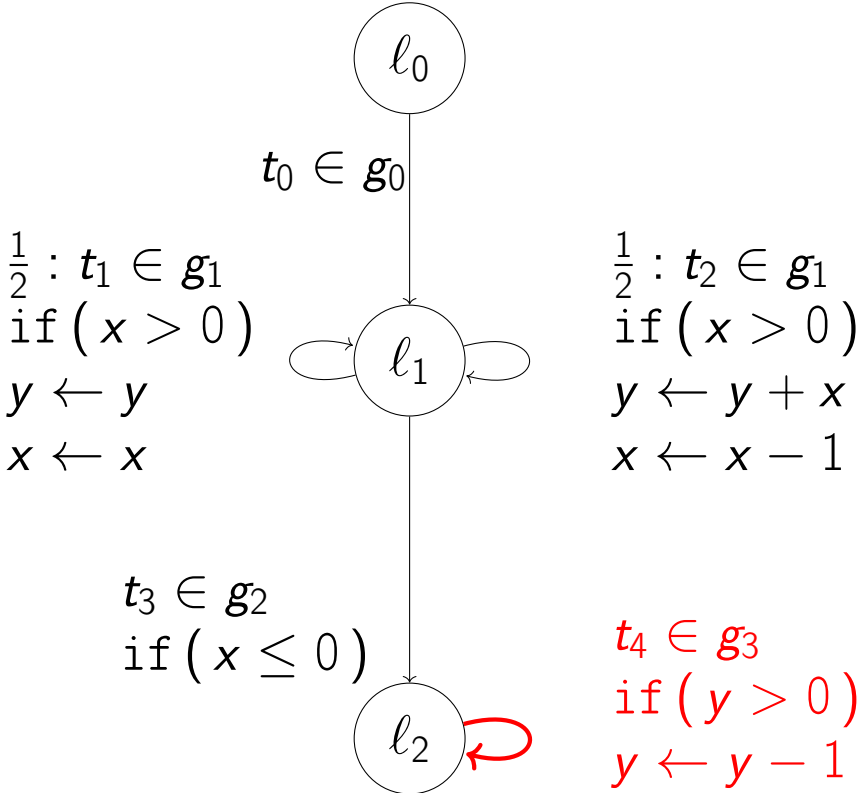 ℓ₀
t₀ ∈ g₀
½ : t₁ ∈ g₁
if ( x > 0 )
y ← y
x ← x
ℓ₁
½ : t₂ ∈ g₁
if ( x > 0 )
y ← y + x
x ← x − 1
t₃ ∈ g₂
if ( x ≤ 0 )
ℓ₂
t₄ ∈ g₃
if ( y > 0 )
y ← y − 1